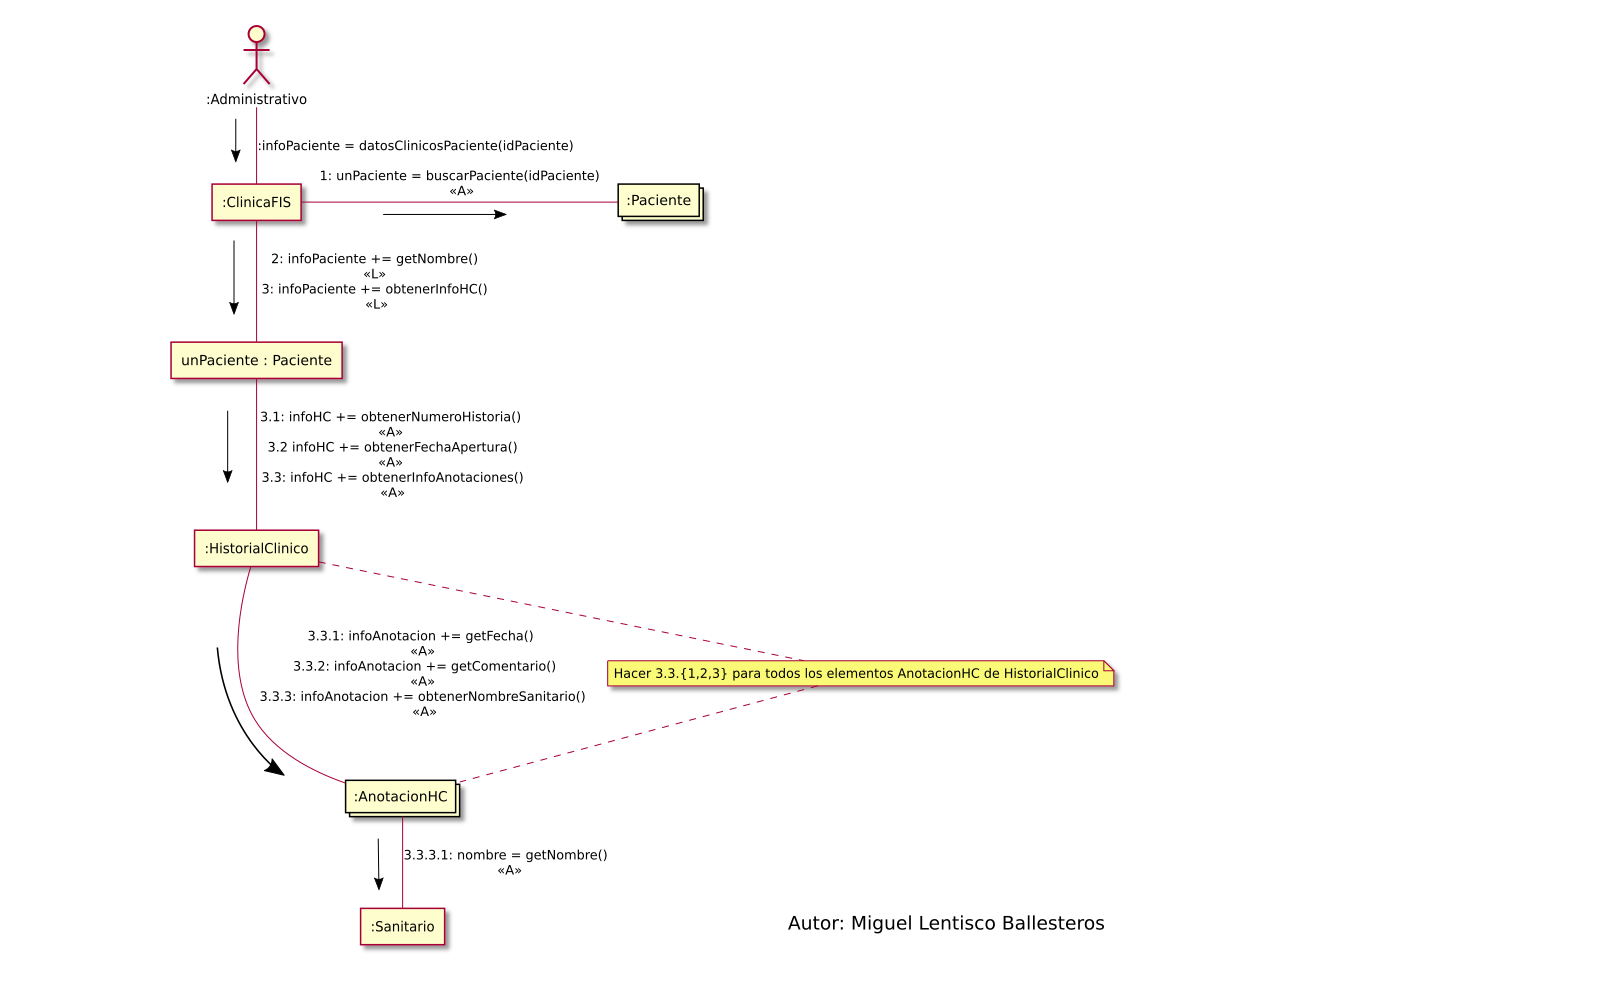 :Administrativo
:infoPaciente = datosClinicosPaciente(idPaciente)
1: unPaciente = buscarPaciente(idPaciente)
«A»
:ClinicaFIS
:Paciente
2: infoPaciente += getNombre()
«L»
3: infoPaciente += obtenerInfoHC()
«L»
unPaciente : Paciente
3.1: infoHC += obtenerNumeroHistoria()
«A»
3.2 infoHC += obtenerFechaApertura()
«A»
3.3: infoHC += obtenerInfoAnotaciones()
«A»
:HistorialClinico
3.3.1: infoAnotacion += getFecha()
«A»
3.3.2: infoAnotacion += getComentario()
«A»
3.3.3: infoAnotacion += obtenerNombreSanitario()
«A»
Hacer 3.3.{1,2,3} para todos los elementos AnotacionHC de HistorialClinico
:AnotacionHC
3.3.3.1: nombre = getNombre()
«A»
:Sanitario
Autor: Miguel Lentisco Ballesteros